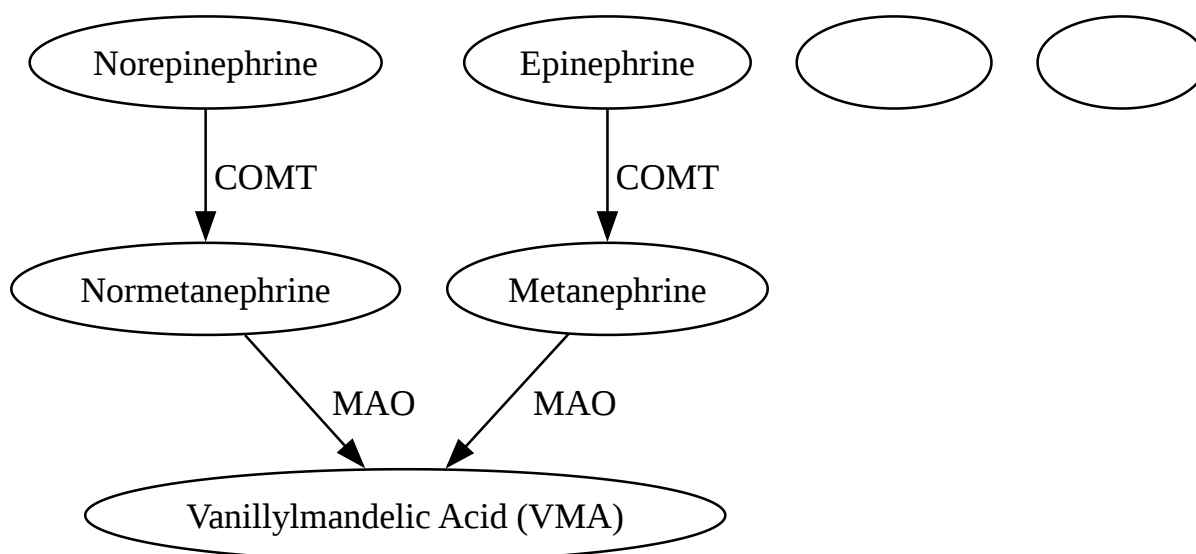 Norepinephrine
Epinephrine
COMT
COMT
Normetanephrine
Metanephrine
MAO
MAO
Vanillylmandelic Acid (VMA)